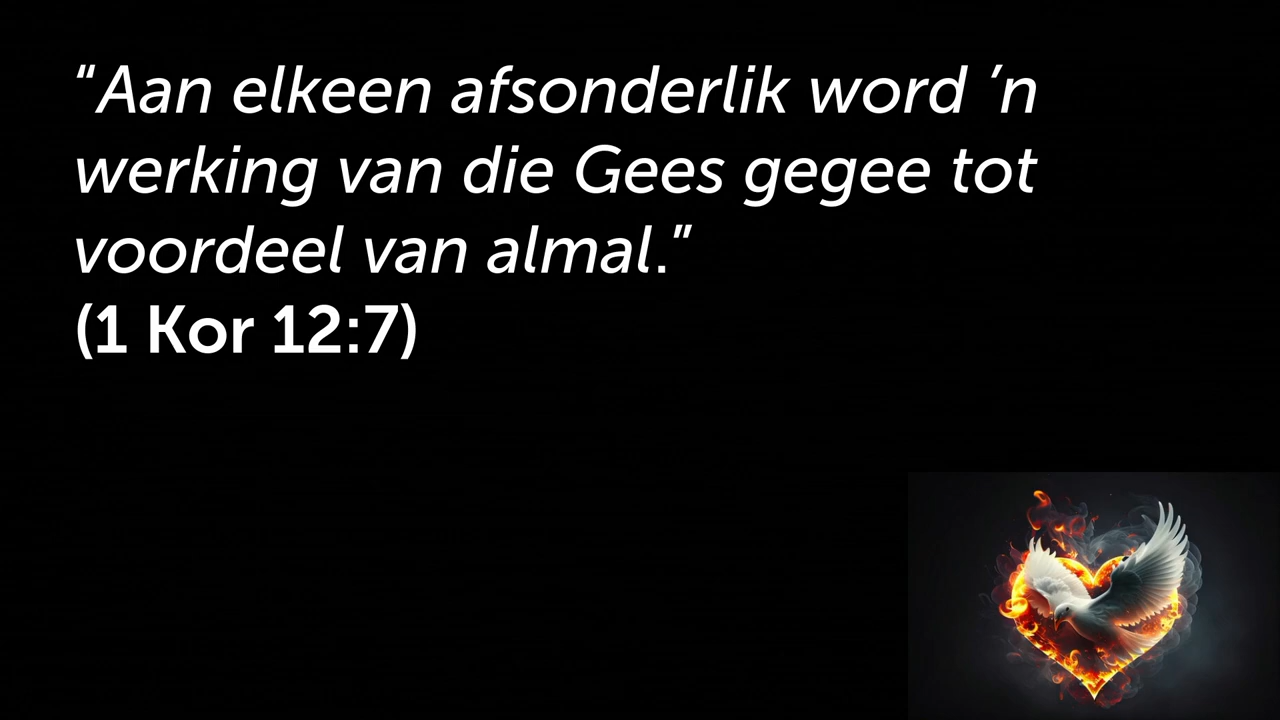 “Aan elkeen afsonderlik word ’n
werking van die Gees gegee tot
voordeel van almal.”
(1 Kor 12:7)